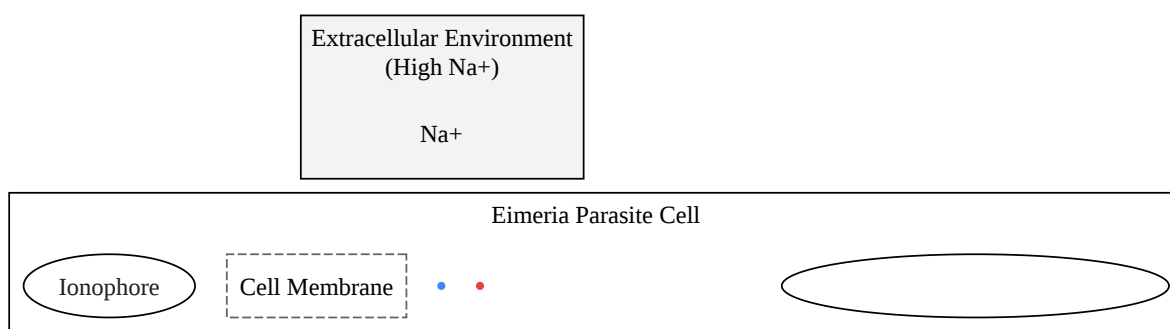 Extracellular Environment
(High Na+)
Na+
Eimeria Parasite Cell
Ionophore
Cell Membrane